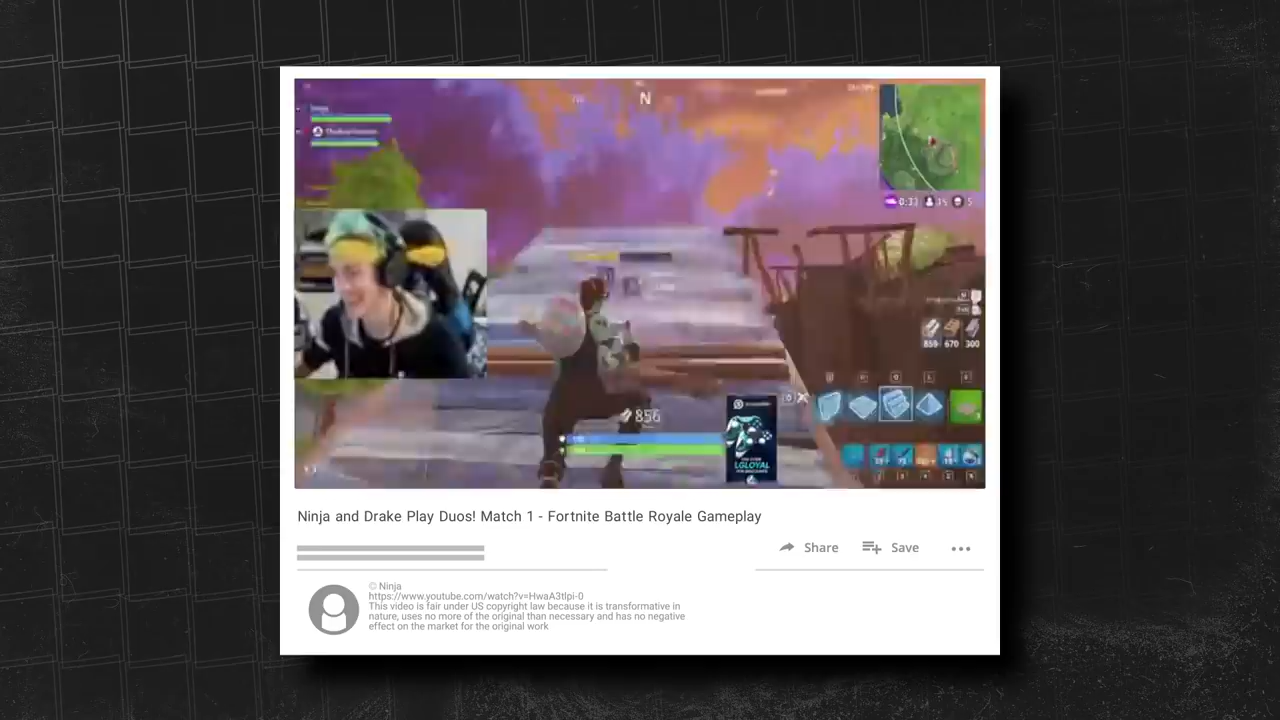 N
0:33
5
859 670 300
856
LGLOYAL
Ninja and Drake Play Duos! Match 1 - Fortnite Battle Royale Gameplay
Share Save
© Ninja
https://www.youtube.com/watch?v=HwaA3tlpi-0
This video is fair under US copyright law because it is transformative in
nature, uses no more of the original than necessary and has no negative
effect on the market for the original work